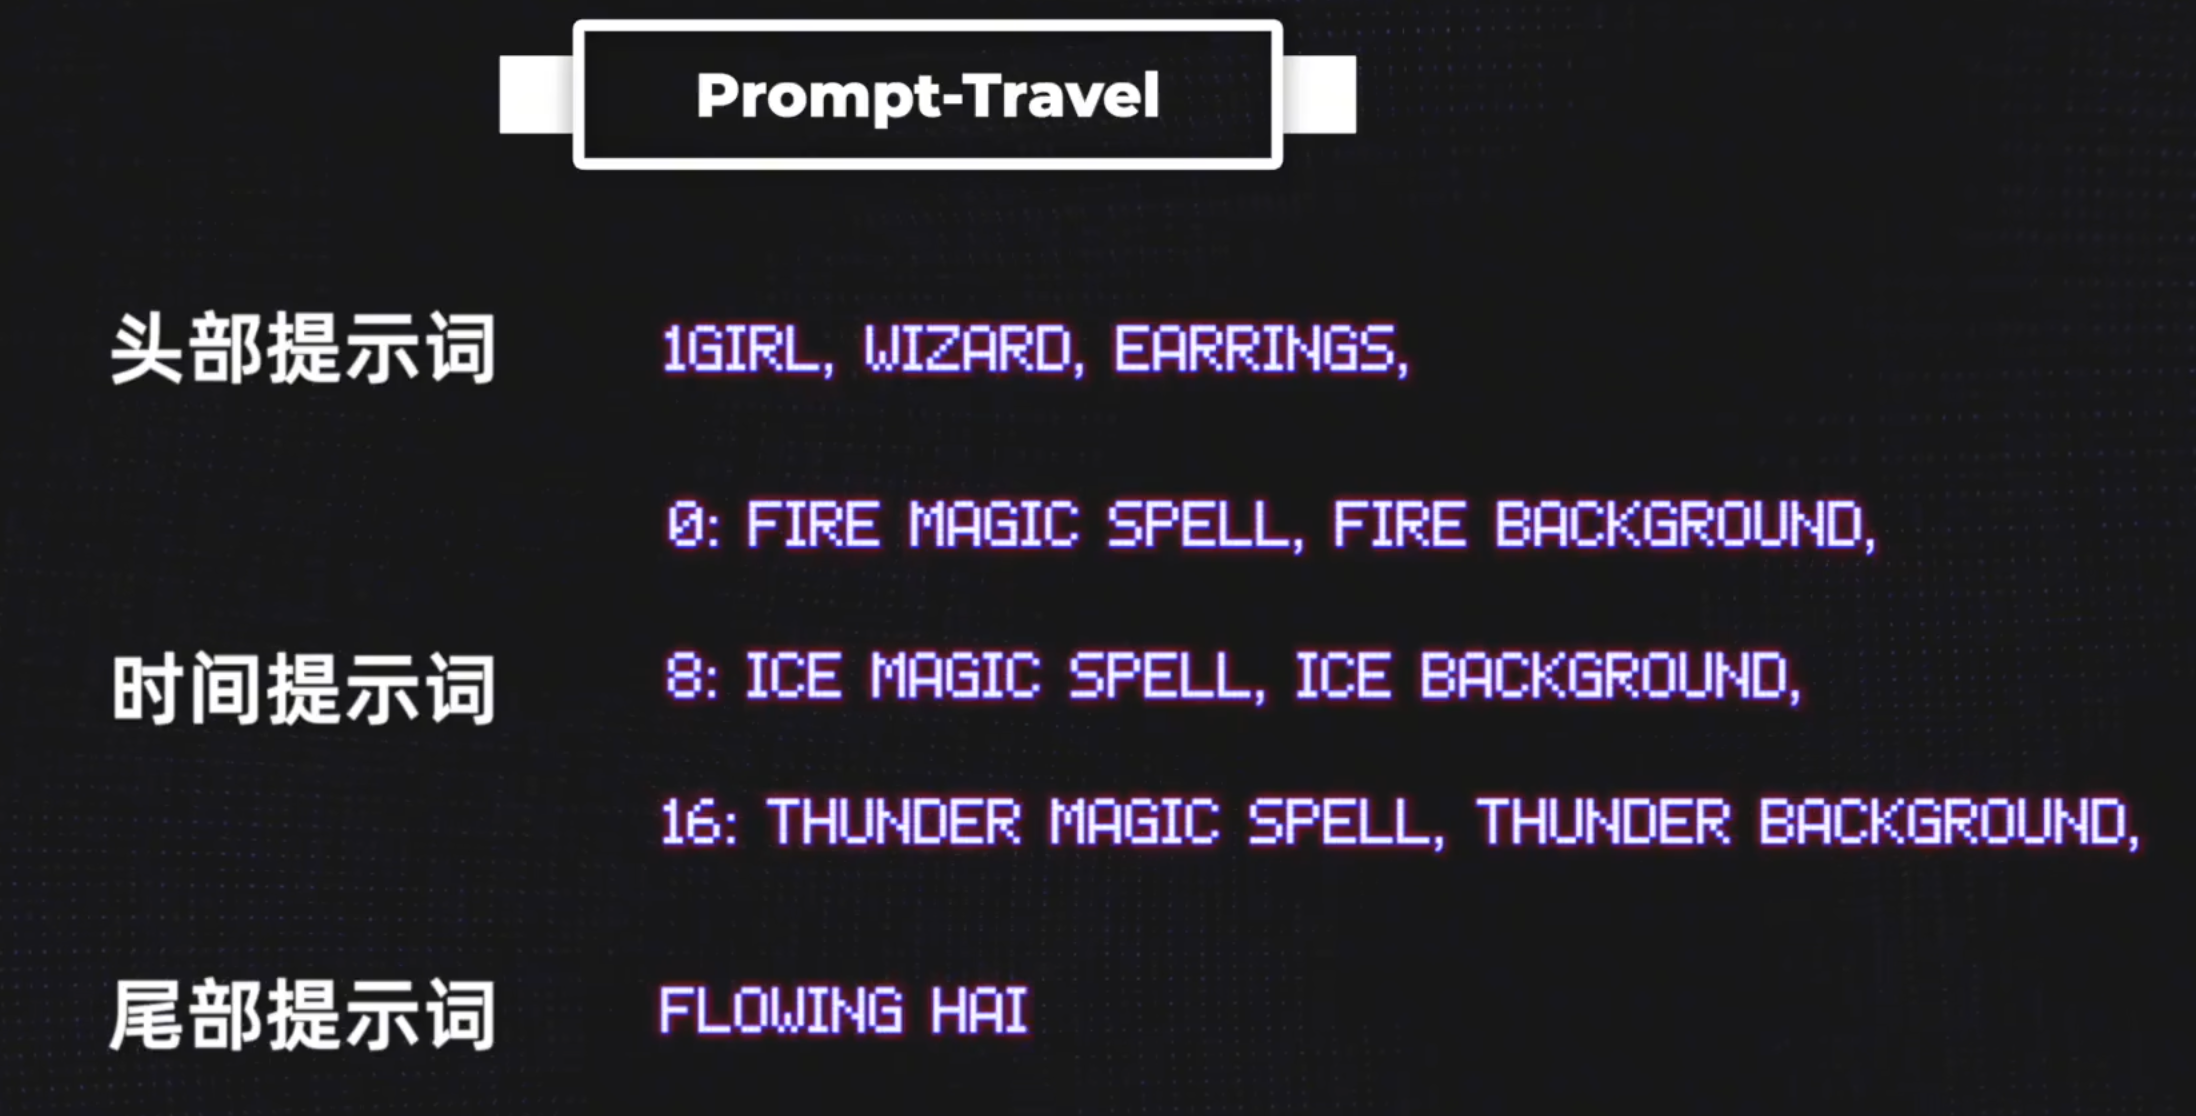 Prompt-Travel
头部提示词 1GIRL, WIZARD, EARRINGS,
0: FIRE MAGIC SPELL, FIRE BACKGROUND,
时间提示词 8: ICE MAGIC SPELL, ICE BACKGROUND,
16: THUNDER MAGIC SPELL, THUNDER BACKGROUND,
尾部提示词 FLOWING HAI